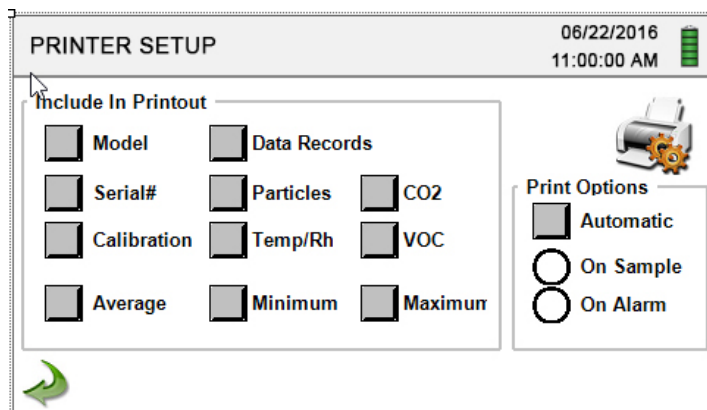 PRINTER SETUP
06/22/2016
11:00:00 AM
Include In Printout
Model Data Records
Serial# Particles CO2
Calibration Temp/Rh VOC
Average Minimum Maximum
Print Options
Automatic
On Sample
On Alarm